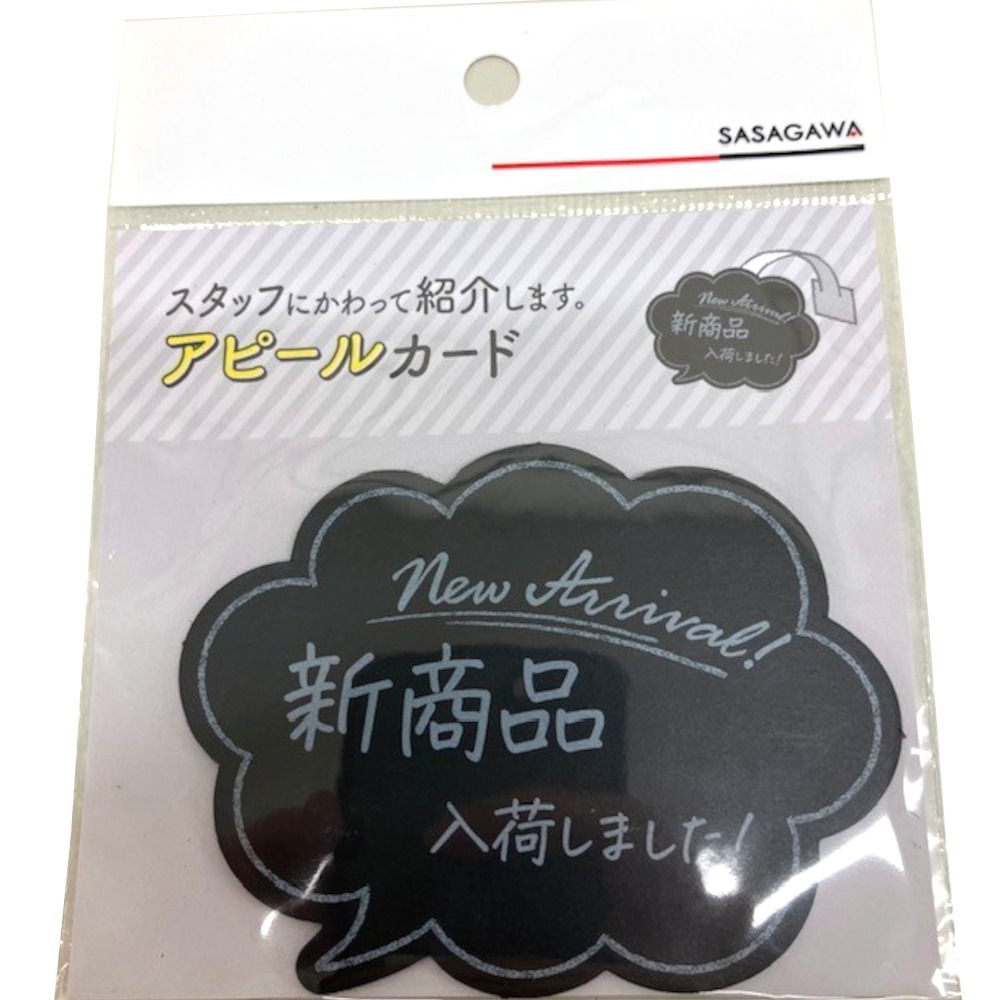 SASAGAWA
スタッフにかわって紹介します。
アピールカード
New Arrival!
新商品
入荷しました!
New Arrival!
新商品
入荷しました!